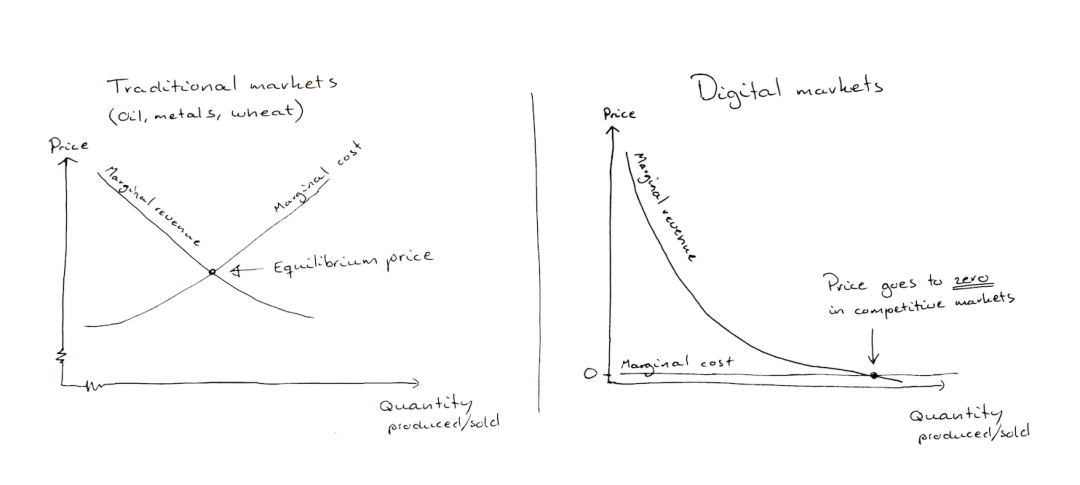 Traditional markets
(Oil, metals, wheat)
Price
Marginal revenue
Marginal cost
Equilibrium price
Quantity
produced/sold
Digital markets
Price
Marginal revenue
Price goes to zero
in competitive markets
Marginal cost
0
Quantity
produced/sold